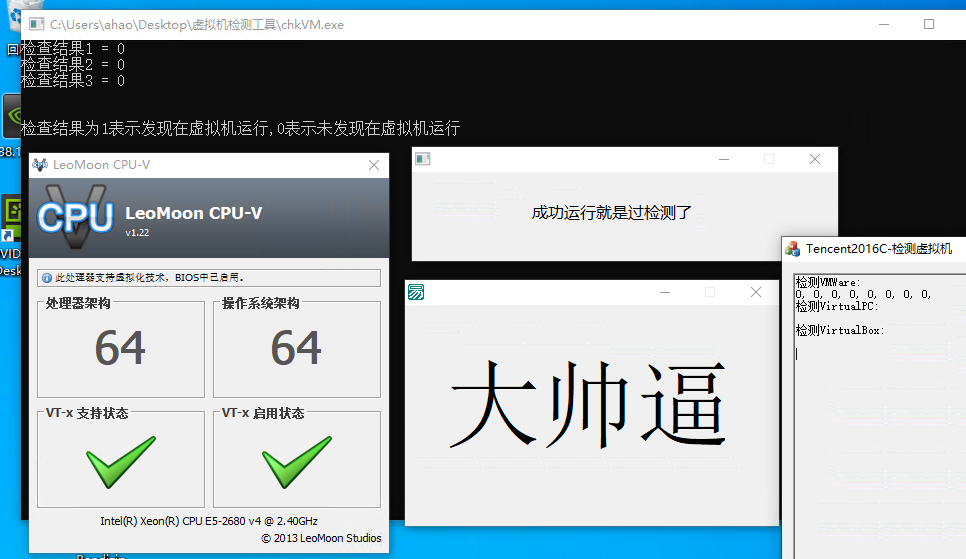 C:\Users\ahao\Desktop\虚拟机检测工具\chkVM.exe
检查结果1 = 0
检查结果2 = 0
检查结果3 = 0
检查结果为1表示发现在虚拟机运行,0表示未发现在虚拟机运行
LeoMoon CPU-V
CPU
LeoMoon CPU-V
v1.22
此处理器支持虚拟化技术，BIOS中已启用。
处理器架构
64
操作系统架构
64
VT-x 支持状态
VT-x 启用状态
Intel(R) Xeon(R) CPU E5-2680 v4 @ 2.40GHz
© 2013 LeoMoon Studios
成功运行就是过检测了
大帅逼
Tencent2016C-检测虚拟机
检测VMWare:
0, 0, 0, 0, 0, 0, 0, 0,
检测VirtualPC:
检测VirtualBox:
回
38.1
VID
Desk